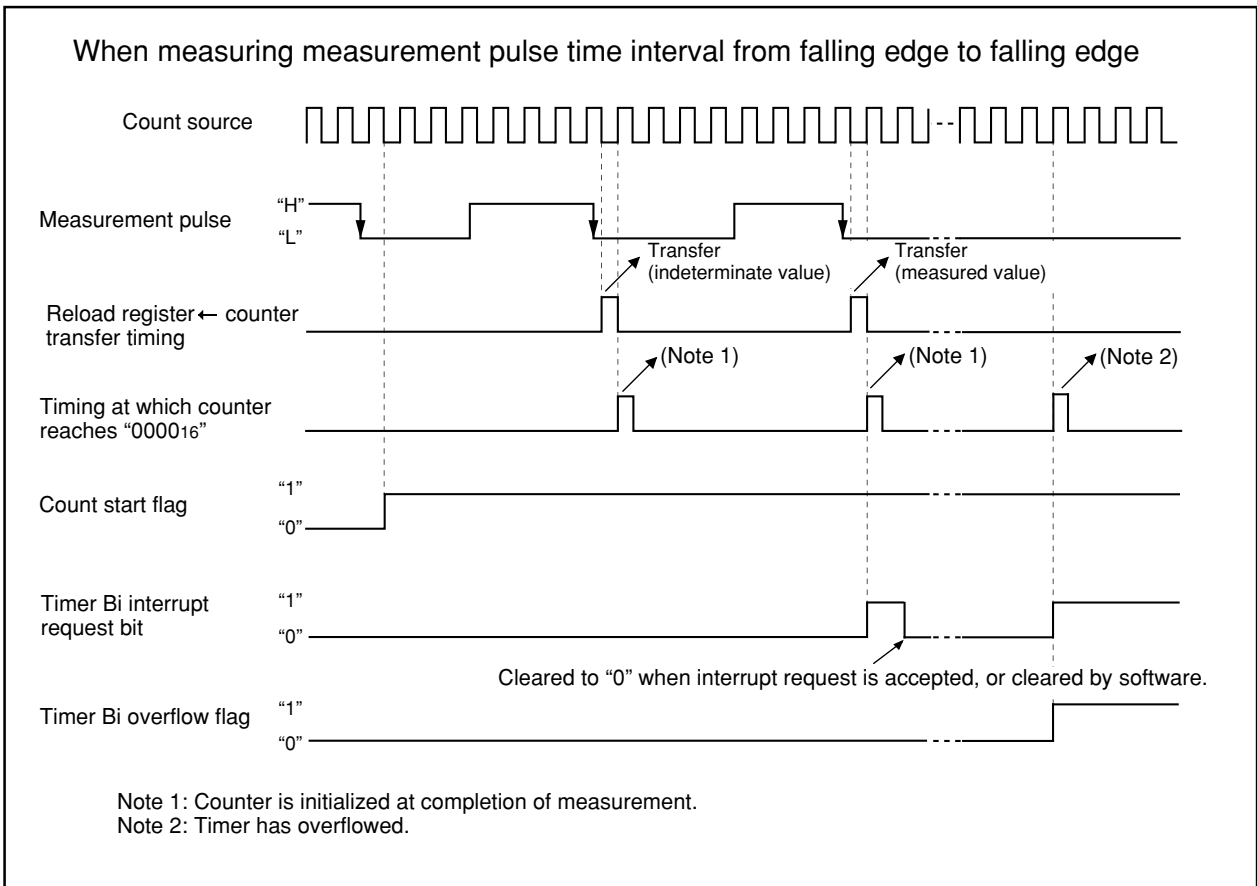 When measuring measurement pulse time interval from falling edge to falling edge
Count source
Measurement pulse
“H”
“L”
Transfer
(indeterminate value)
Transfer
(measured value)
Reload register ← counter
transfer timing
(Note 1)
(Note 1)
(Note 2)
Timing at which counter
reaches “000016”
Count start flag
“1”
“0”
Timer Bi interrupt
request bit
“1”
“0”
Cleared to “0” when interrupt request is accepted, or cleared by software.
Timer Bi overflow flag
“1”
“0”
Note 1: Counter is initialized at completion of measurement.
Note 2: Timer has overflowed.